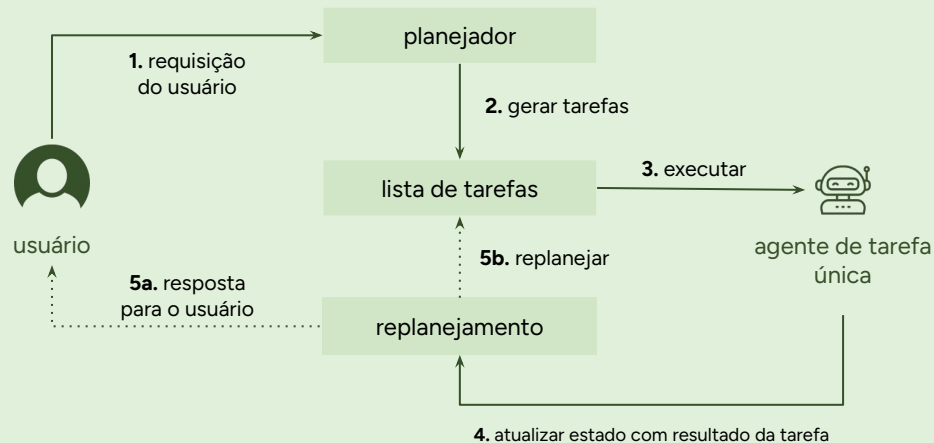 planejador
1. requisição
do usuário
2. gerar tarefas
lista de tarefas
3. executar
usuário
agente de tarefa
única
5b. replanejar
5a. resposta
para o usuário
replanejamento
4. atualizar estado com resultado da tarefa